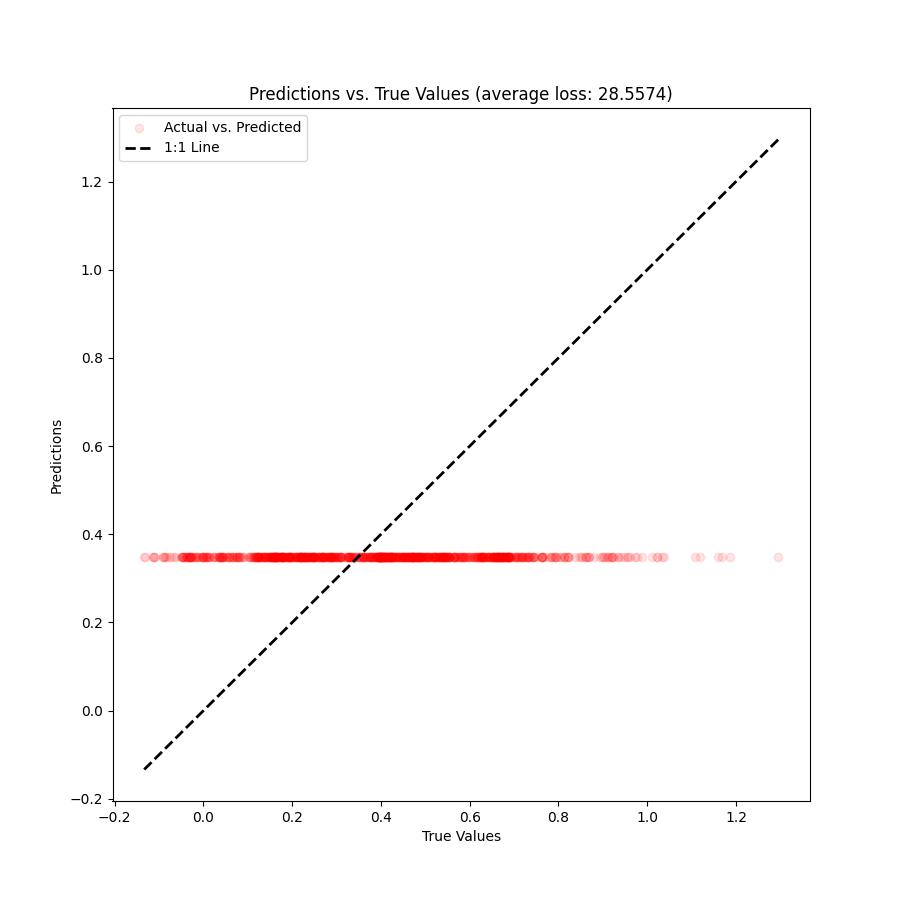 Predictions vs. True Values (average loss: 28.5574)
Actual vs. Predicted
1:1 Line
1.2
1.0
0.8
0.6
0.4
0.2
0.0
−0.2
Predictions
−0.2 0.0 0.2 0.4 0.6 0.8 1.0 1.2
True Values